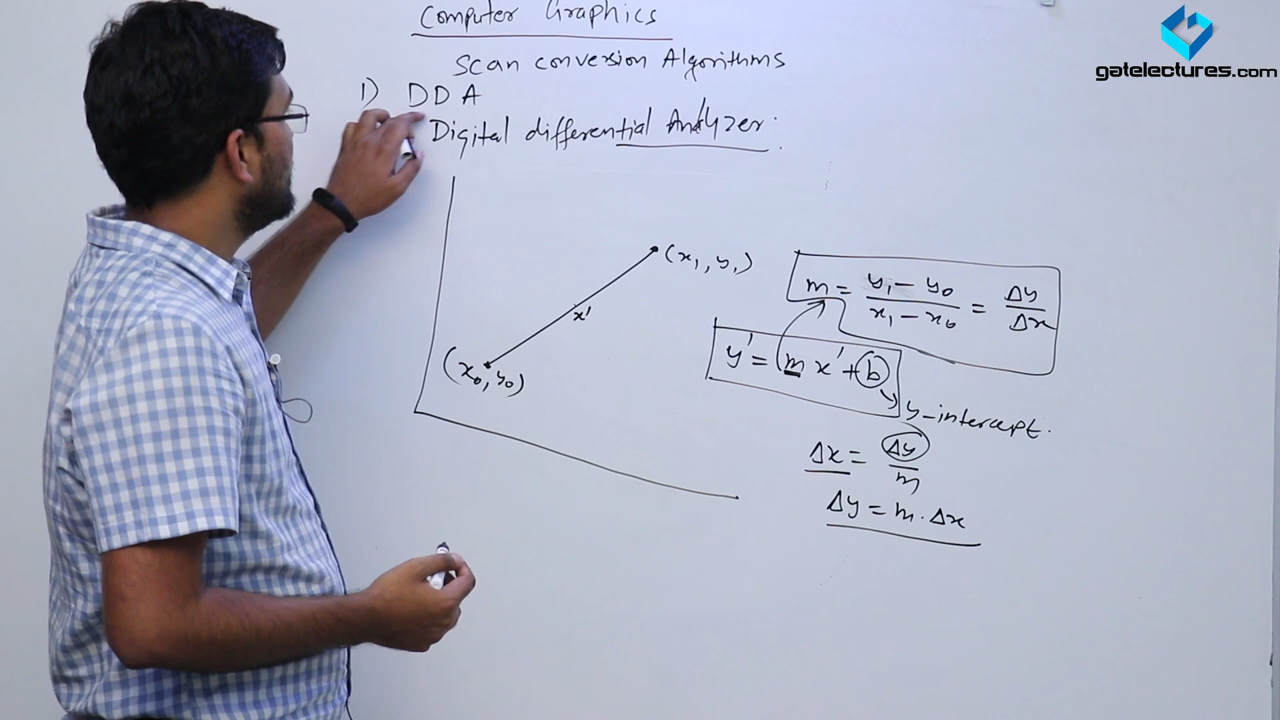 Computer Graphics
gatelectures.com
Scan conversion Algorithms
1) DDA
Digital differential Analyzer.
(x₁, y₁)
x'
(x₀, y₀)
m = y₁ - y₀ / x₁ - x₀ = Δy / Δx
y' = m x' + b
y-intercept.
Δx = Δy / m
Δy = m · Δx